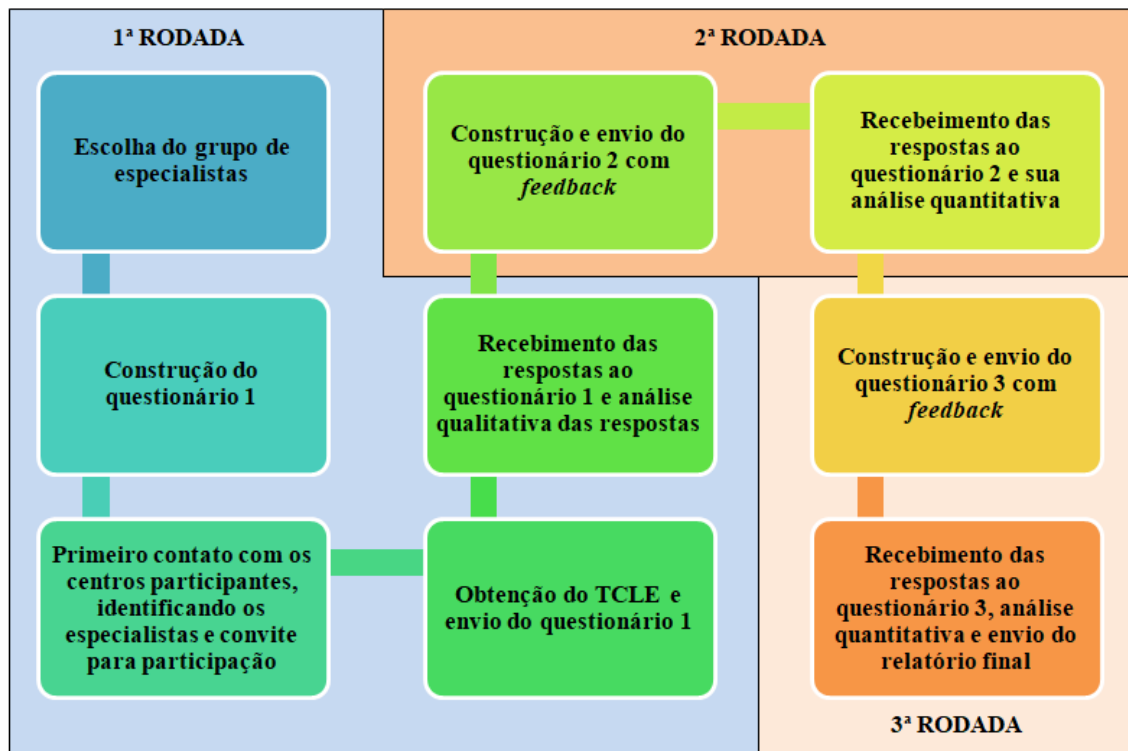 1ª RODADA
Escolha do grupo de
especialistas
Construção do
questionário 1
Primeiro contato com os
centros participantes,
identificando os
especialistas e convite
para participação
Obtenção do TCLE e
envio do questionário 1
Recebimento das
respostas ao
questionário 1 e análise
qualitativa das respostas
2ª RODADA
Construção e envio do
questionário 2 com
feedback
Recebeimento das
respostas ao
questionário 2 e sua
análise quantitativa
Construção e envio do
questionário 3 com
feedback
Recebimento das
respostas ao
questionário 3, análise
quantitativa e envio do
relatório final
3ª RODADA